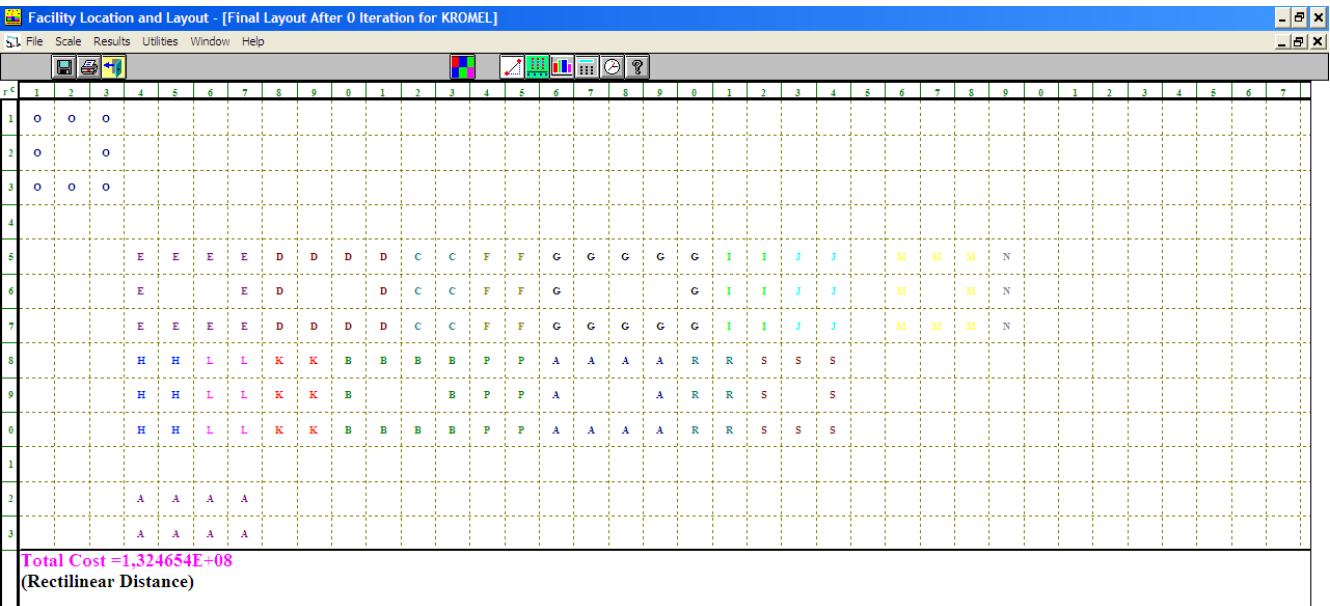 Facility Location and Layout - [Final Layout After 0 Iteration for KROMEL]
File Scale Results Utilities Window Help
r c 1 2 3 4 5 6 7 8 9 0 1 2 3 4 5 6 7 8 9 0 1 2 3 4 5 6 7 8 9 0 1 2 3 4 5 6 7
1 O O O
2 O O
3 O O O
4
5 E E E E D D D D C C F F G G G G G I I J J M M M N
6 E E D D C C F F G G I I J J M M N
7 E E E E D D D D C C F F G G G G G I I J J M M M N
8 H H L L K K B B B B P P A A A A R R S S S
9 H H L L K K B B P P A A R R S S
0 H H L L K K B B B B P P A A A A R R S S S
1
2 A A A A
3 A A A A
Total Cost =1,324654E+08
(Rectilinear Distance)